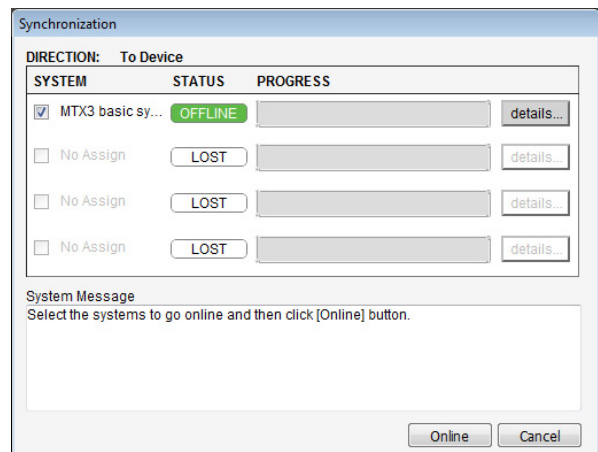 Synchronization
DIRECTION: To Device
SYSTEM STATUS PROGRESS
MTX3 basic sy... OFFLINE details...
No Assign LOST details...
No Assign LOST details...
No Assign LOST details...
System Message
Select the systems to go online and then click [Online] button.
Online Cancel